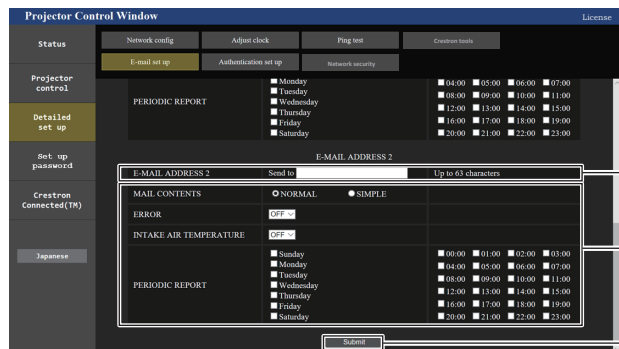 Projector Control Window
License
Status
Network config
Adjust clock
Ping test
Crestron tools
E-mail set up
Authentication set up
Network security
Projector control
Detailed set up
Set up password
Crestron Connected(TM)
Japanese
PERIODIC REPORT
Monday
Tuesday
Wednesday
Thursday
Friday
Saturday
04:00 05:00 06:00 07:00
08:00 09:00 10:00 11:00
12:00 13:00 14:00 15:00
16:00 17:00 18:00 19:00
20:00 21:00 22:00 23:00
E-MAIL ADDRESS 2
E-MAIL ADDRESS 2 Send to Up to 63 characters
MAIL CONTENTS NORMAL SIMPLE
ERROR OFF
INTAKE AIR TEMPERATURE OFF
PERIODIC REPORT
Sunday
Monday
Tuesday
Wednesday
Thursday
Friday
Saturday
00:00 01:00 02:00 03:00
04:00 05:00 06:00 07:00
08:00 09:00 10:00 11:00
12:00 13:00 14:00 15:00
16:00 17:00 18:00 19:00
20:00 21:00 22:00 23:00
Submit